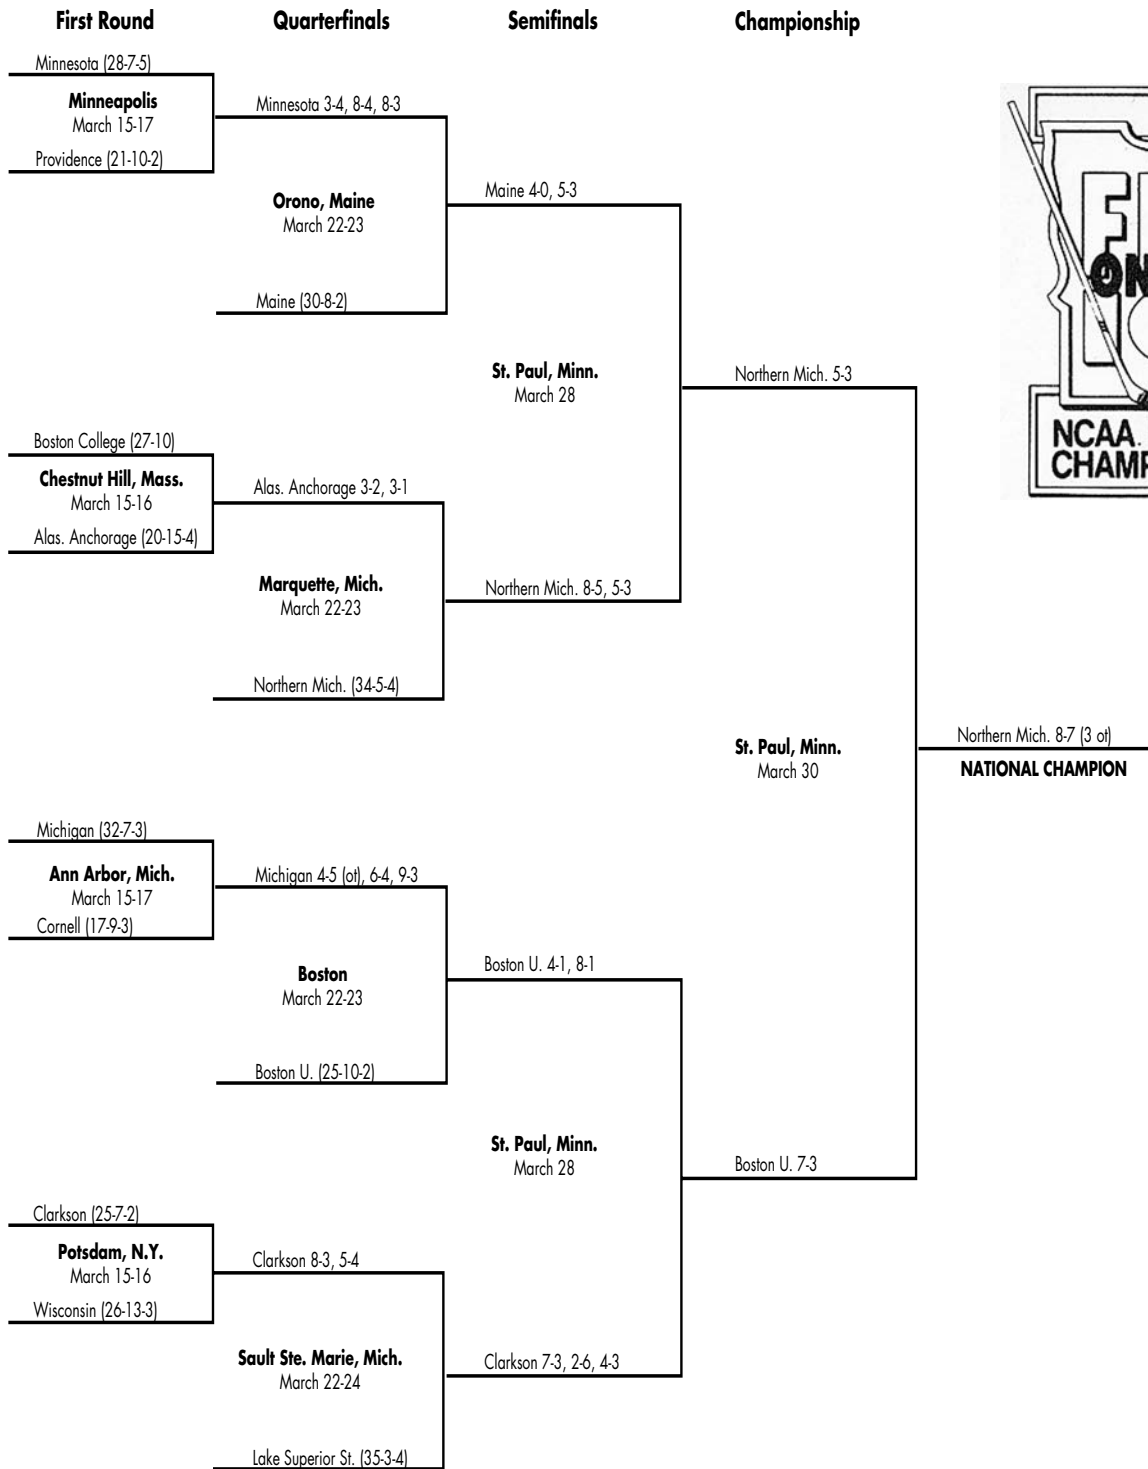 First Round Quarterfinals Semifinals Championship
Minnesota (28-7-5)
Minneapolis
March 15-17
Providence (21-10-2)
Minnesota 3-4, 8-4, 8-3
Orono, Maine
March 22-23
Maine (30-8-2)
Maine 4-0, 5-3
St. Paul, Minn.
March 28
Boston College (27-10)
Chestnut Hill, Mass.
March 15-16
Alas. Anchorage (20-15-4)
Alas. Anchorage 3-2, 3-1
Marquette, Mich.
March 22-23
Northern Mich. (34-5-4)
Northern Mich. 8-5, 5-3
Northern Mich. 5-3
St. Paul, Minn.
March 30
Northern Mich. 8-7 (3 ot)
NATIONAL CHAMPION
Michigan (32-7-3)
Ann Arbor, Mich.
March 15-17
Cornell (17-9-3)
Michigan 4-5 (ot), 6-4, 9-3
Boston
March 22-23
Boston U. (25-10-2)
Boston U. 4-1, 8-1
St. Paul, Minn.
March 28
Boston U. 7-3
Clarkson (25-7-2)
Potsdam, N.Y.
March 15-16
Wisconsin (26-13-3)
Clarkson 8-3, 5-4
Sault Ste. Marie, Mich.
March 22-24
Lake Superior St. (35-3-4)
Clarkson 7-3, 2-6, 4-3
ON
NCAA